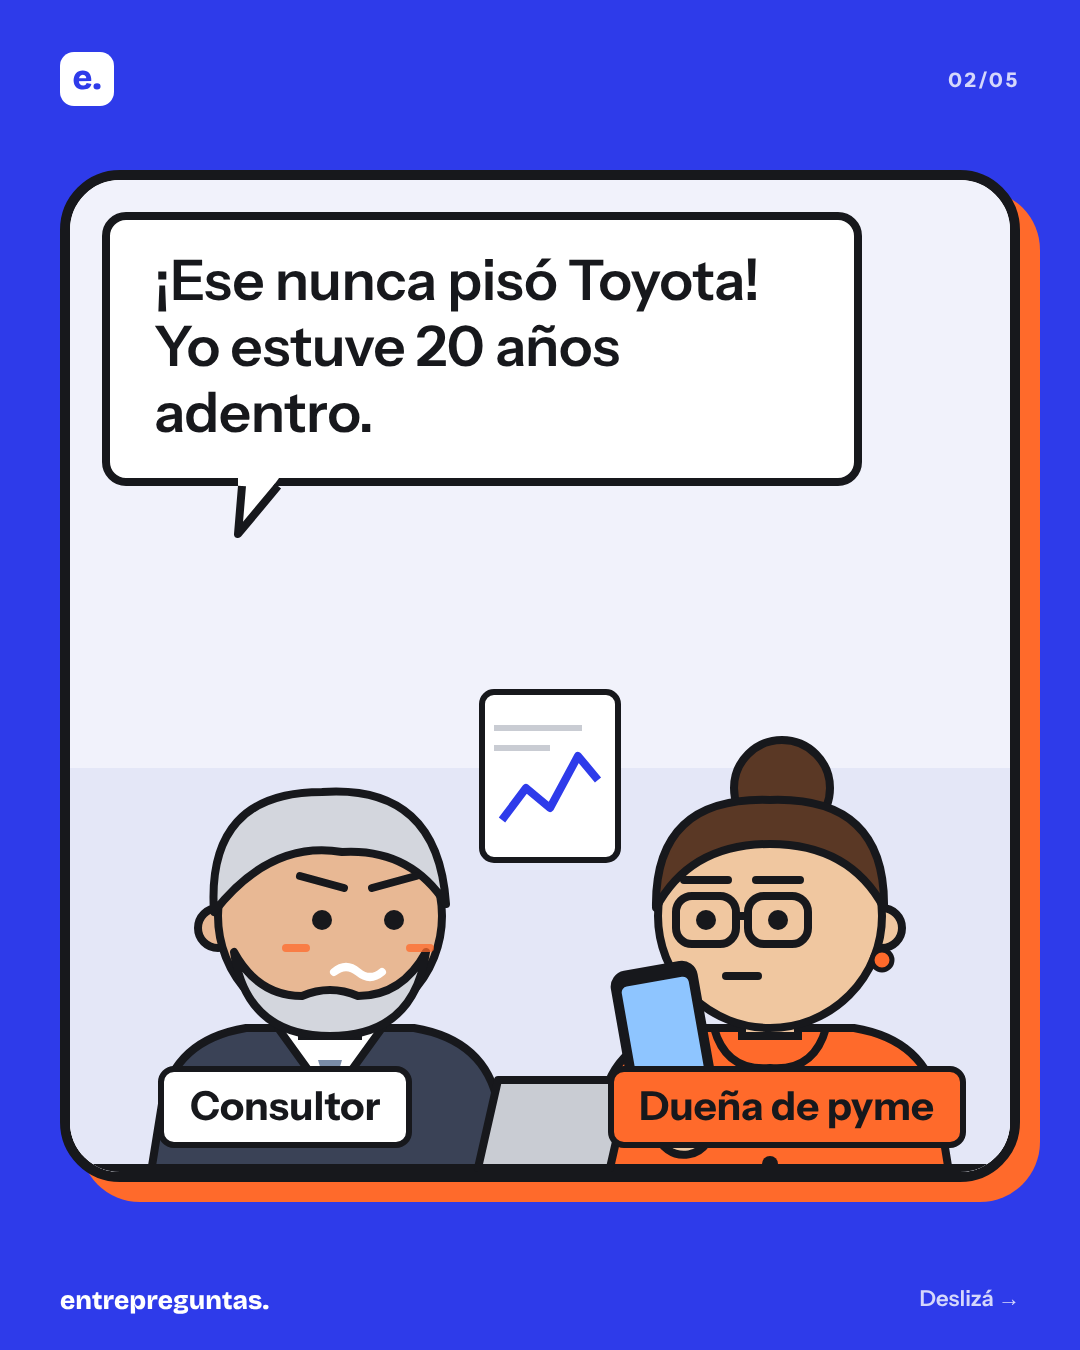 e.
02/05
¡Ese nunca pisó Toyota!
Yo estuve 20 años
adentro.
Consultor
Dueña de pyme
entrepreguntas.
Deslizá →